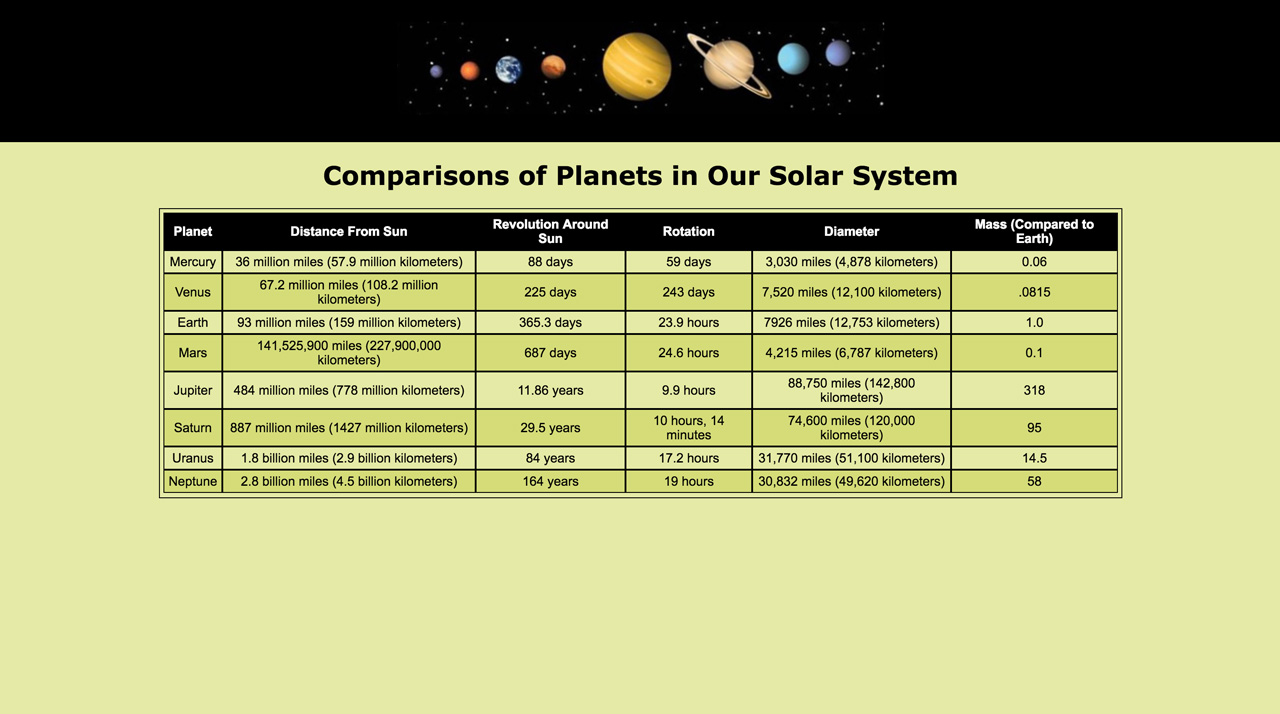 Comparisons of Planets in Our Solar System
Planet Distance From Sun Revolution Around Sun Rotation Diameter Mass (Compared to Earth)
Mercury 36 million miles (57.9 million kilometers) 88 days 59 days 3,030 miles (4,878 kilometers) 0.06
Venus 67.2 million miles (108.2 million kilometers) 225 days 243 days 7,520 miles (12,100 kilometers) .0815
Earth 93 million miles (159 million kilometers) 365.3 days 23.9 hours 7926 miles (12,753 kilometers) 1.0
Mars 141,525,900 miles (227,900,000 kilometers) 687 days 24.6 hours 4,215 miles (6,787 kilometers) 0.1
Jupiter 484 million miles (778 million kilometers) 11.86 years 9.9 hours 88,750 miles (142,800 kilometers) 318
Saturn 887 million miles (1427 million kilometers) 29.5 years 10 hours, 14 minutes 74,600 miles (120,000 kilometers) 95
Uranus 1.8 billion miles (2.9 billion kilometers) 84 years 17.2 hours 31,770 miles (51,100 kilometers) 14.5
Neptune 2.8 billion miles (4.5 billion kilometers) 164 years 19 hours 30,832 miles (49,620 kilometers) 58